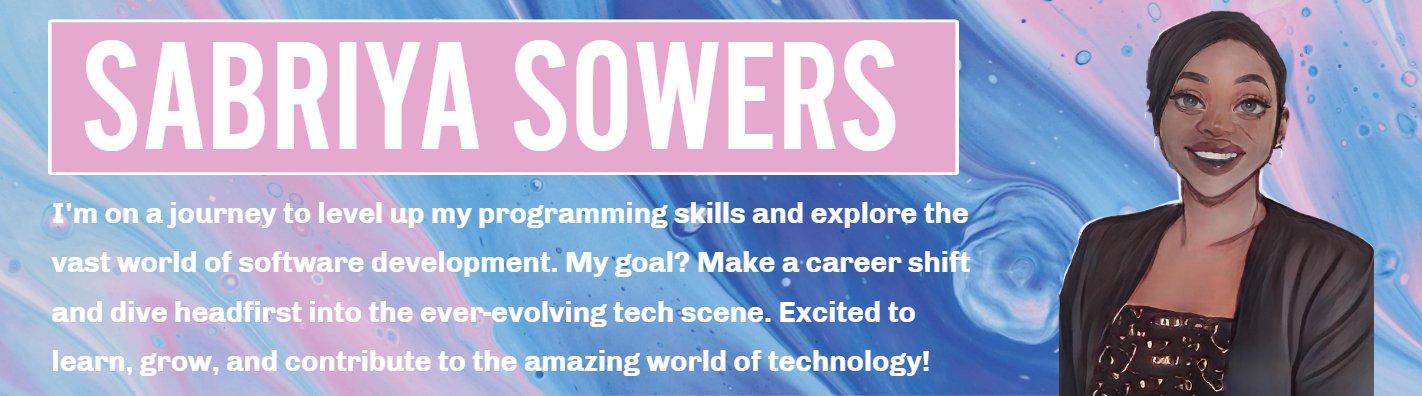 SABRIYA SOWERS
I'm on a journey to level up my programming skills and explore the
vast world of software development. My goal? Make a career shift
and dive headfirst into the ever-evolving tech scene. Excited to
learn, grow, and contribute to the amazing world of technology!